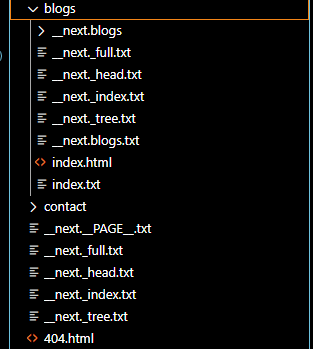 blogs
__next.blogs
__next._full.txt
__next._head.txt
__next._index.txt
__next._tree.txt
__next.blogs.txt
index.html
index.txt
contact
__next.__PAGE__.txt
__next._full.txt
__next._head.txt
__next._index.txt
__next._tree.txt
404.html